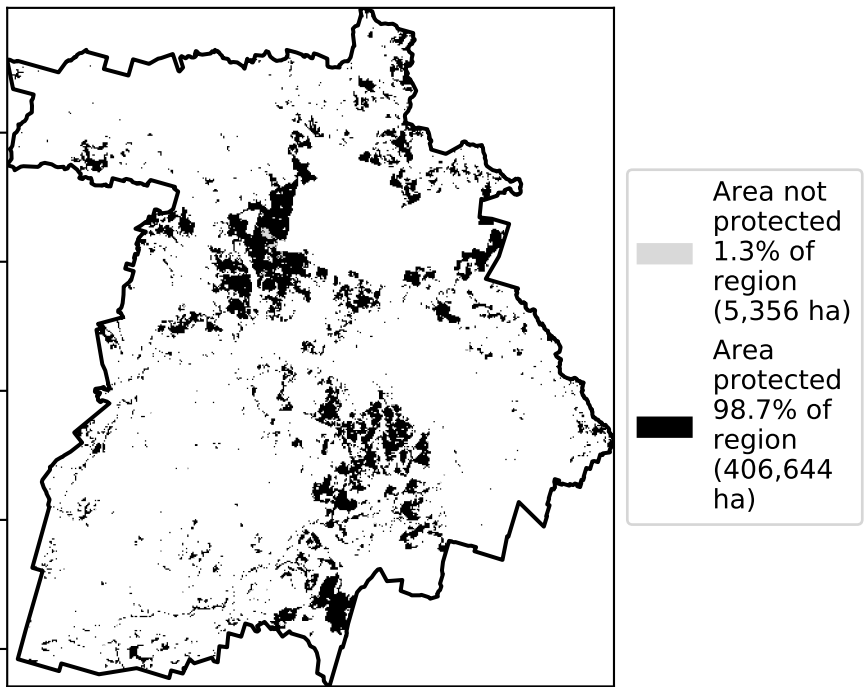 Area not
protected
1.3% of
region
(5,356 ha)
Area
protected
98.7% of
region
(406,644
ha)